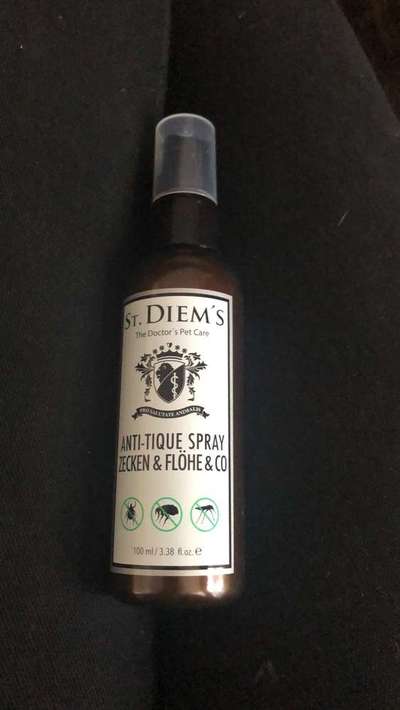 ST. DIEM´S
The Doctor´s Pet Care
PRO SALUTATE ANIMALIS
ANTI-TIQUE SPRAY
ZECKEN & FLÖHE & CO
100 ml / 3.38 fl.oz. ℮